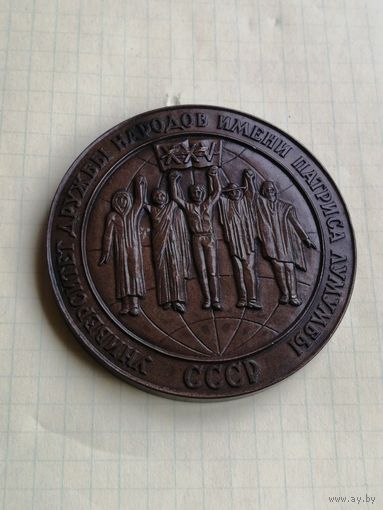 УНИВЕРСИТЕТ ДРУЖБЫ НАРОДОВ ИМЕНИ ПАТРИСА ЛУМУМБЫ
СССР
www.ay.by